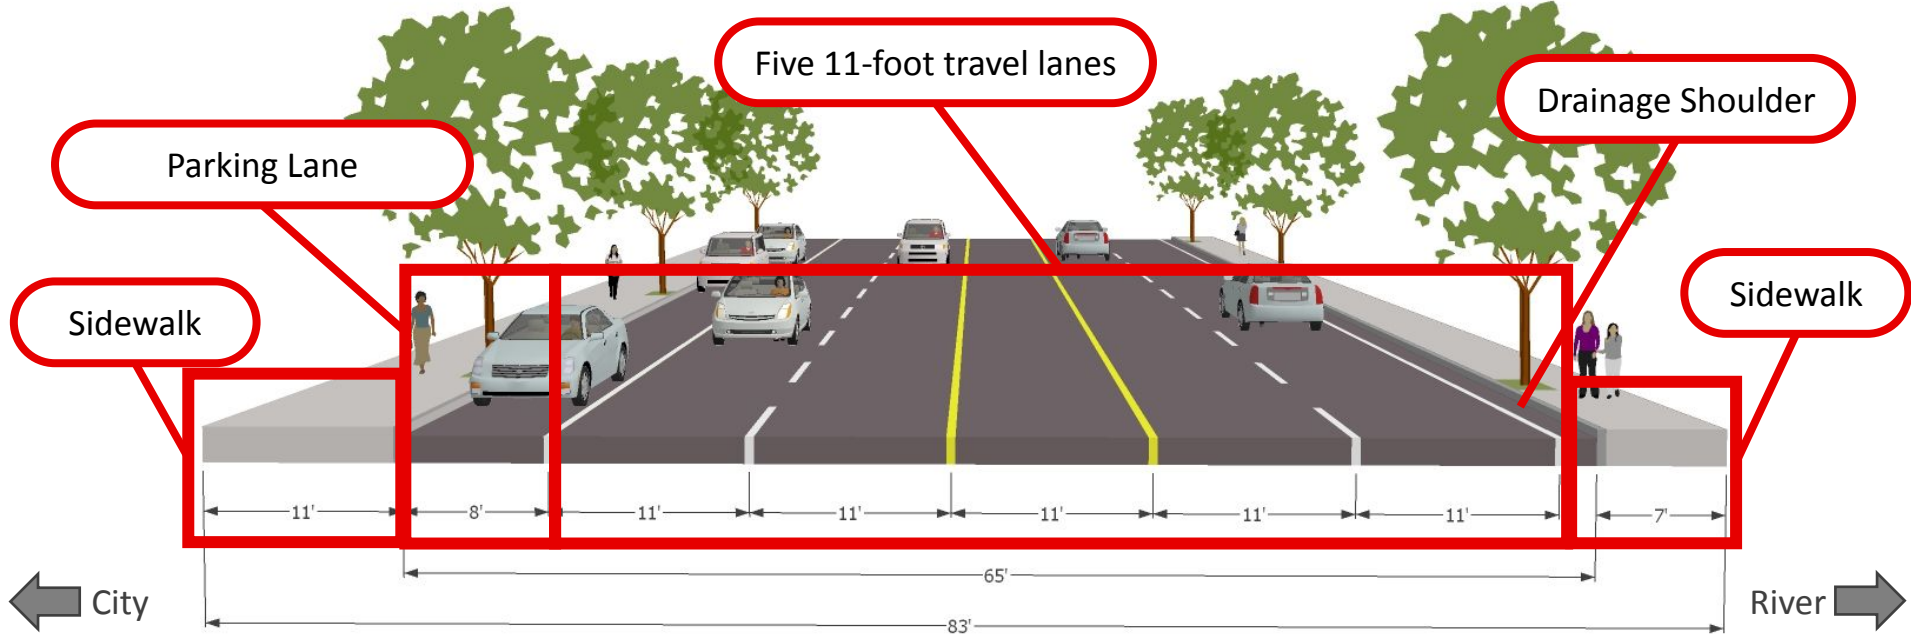 Five 11-foot travel lanes
Drainage Shoulder
Parking Lane
Sidewalk
Sidewalk
11'
8'
11'
11'
11'
11'
11'
7'
65'
City
River
83'